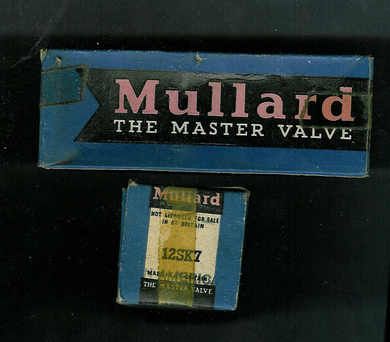 Mullard
THE MASTER VALVE
Mullard
NOT LICENSED FOR SALE
IN GT BRITAIN
12SK7
THE MASTER VALVE